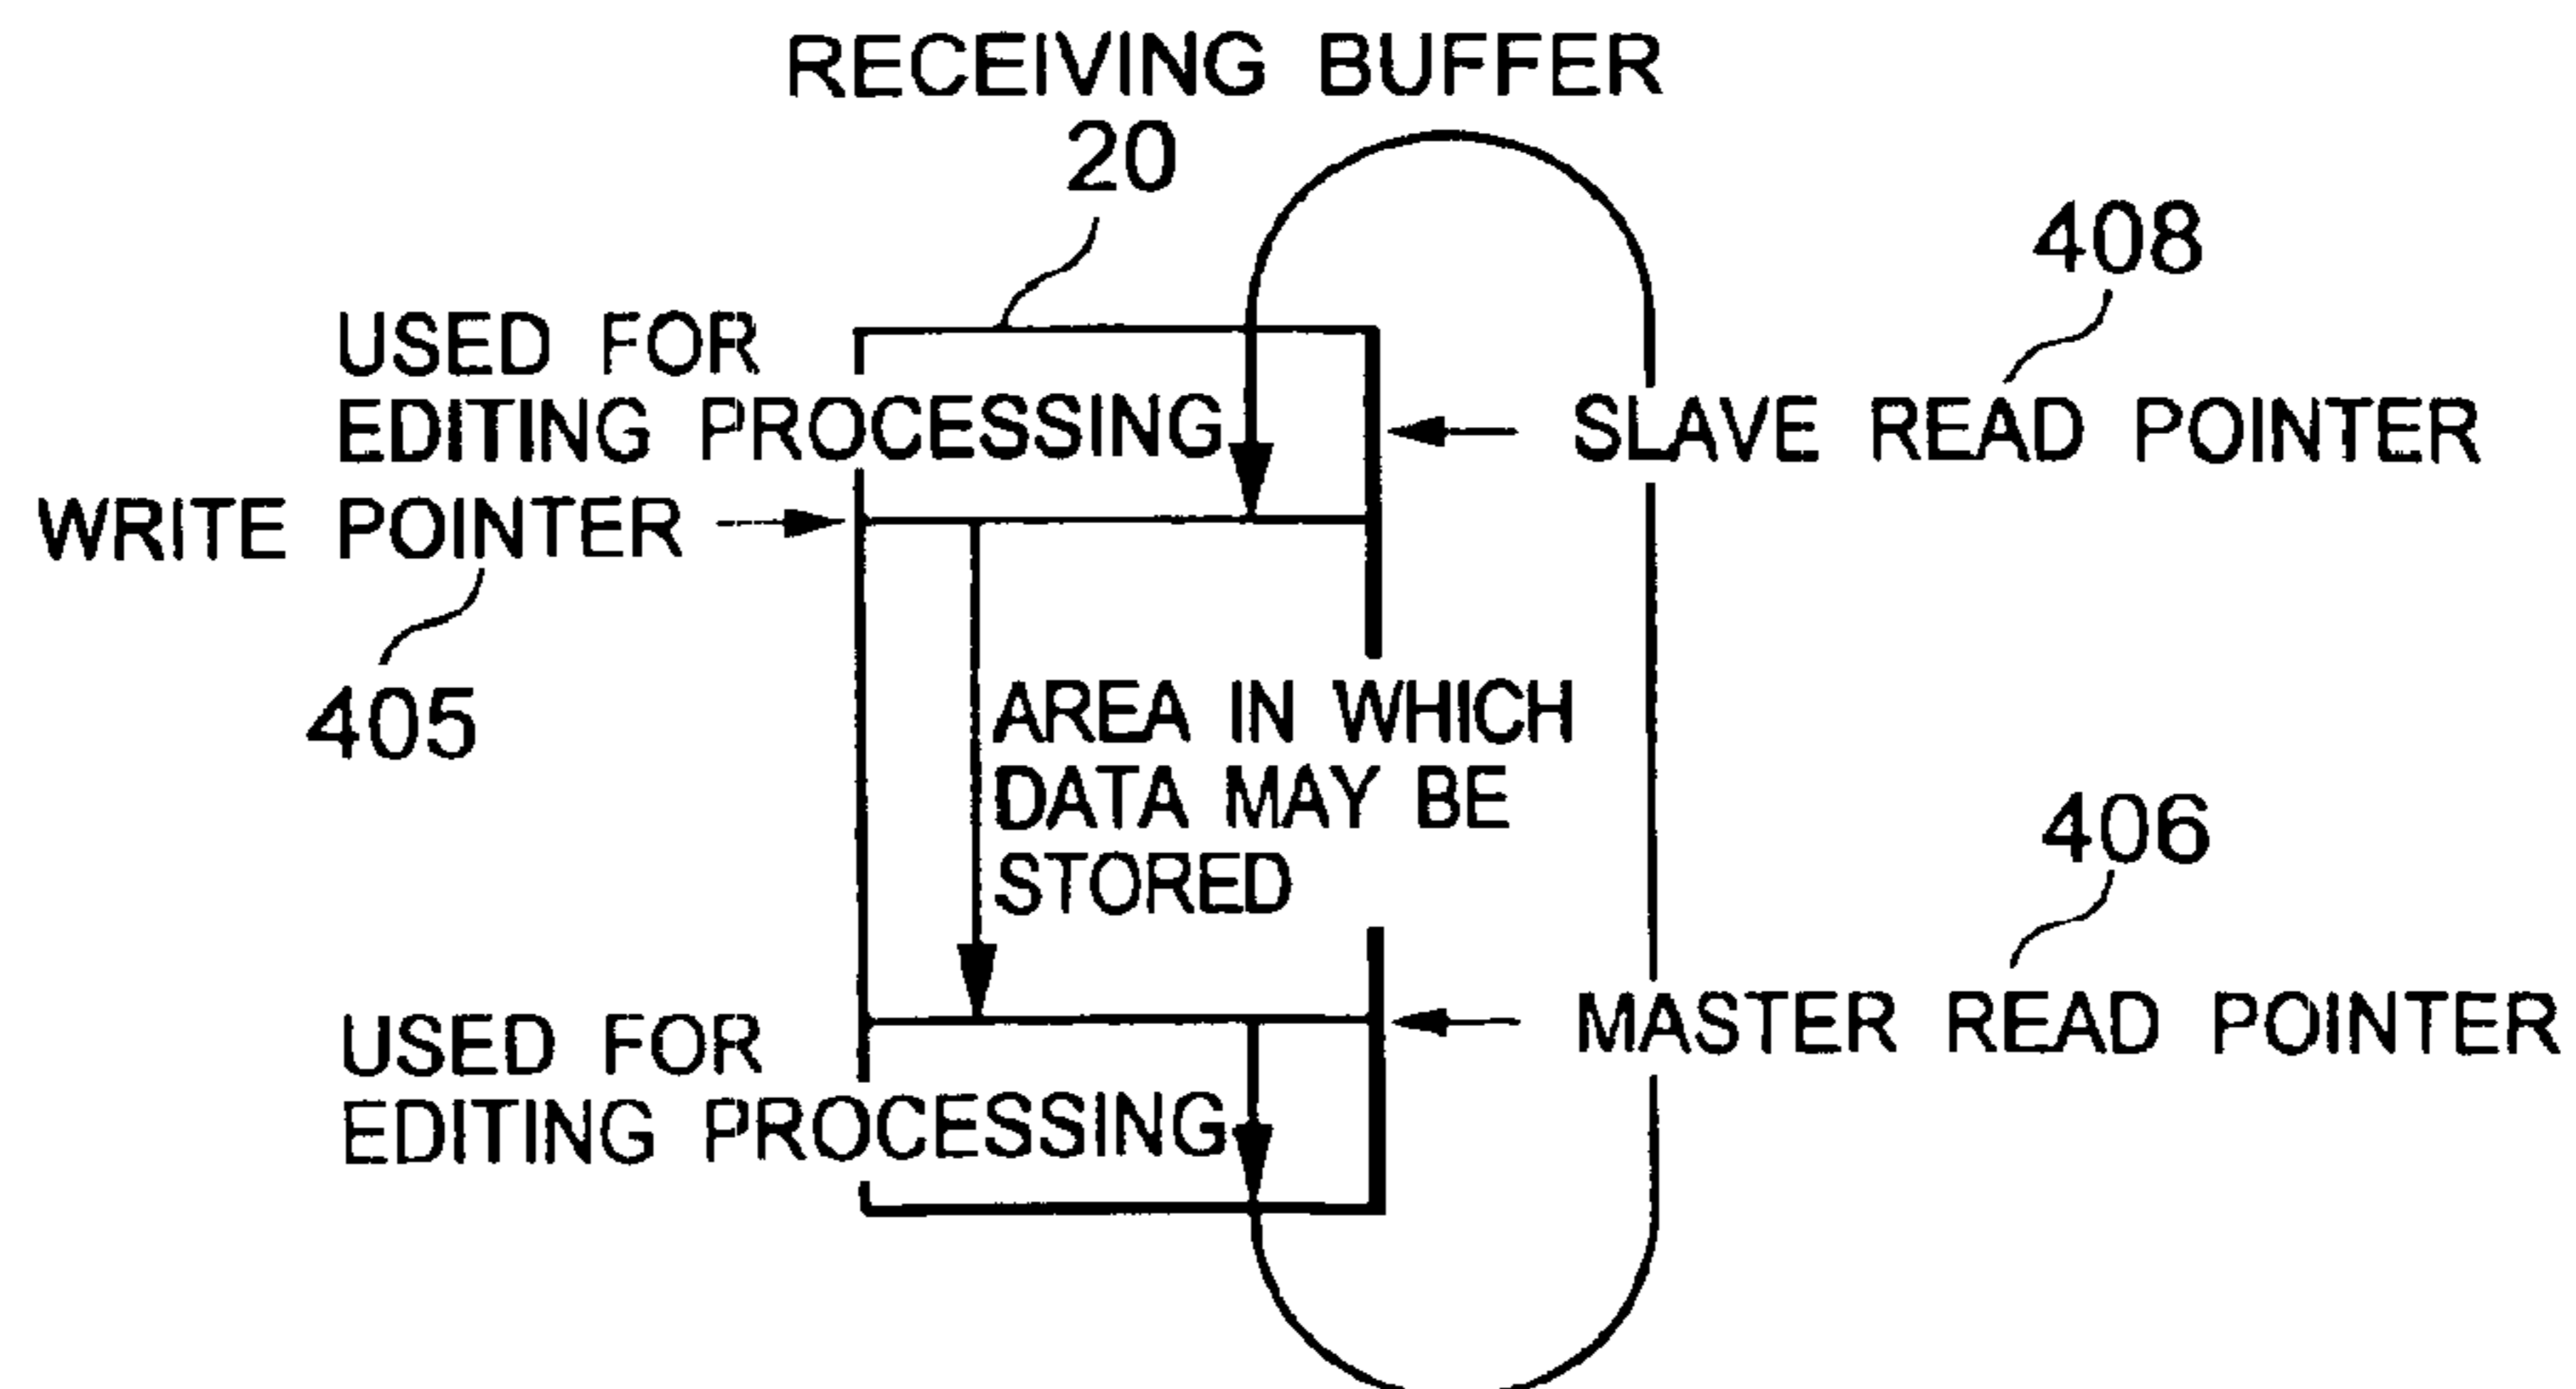 RECEIVING BUFFER
20
408
USED FOR
EDITING PROCESSING
SLAVE READ POINTER
WRITE POINTER
405
AREA IN WHICH
DATA MAY BE
STORED
406
MASTER READ POINTER
USED FOR
EDITING PROCESSING